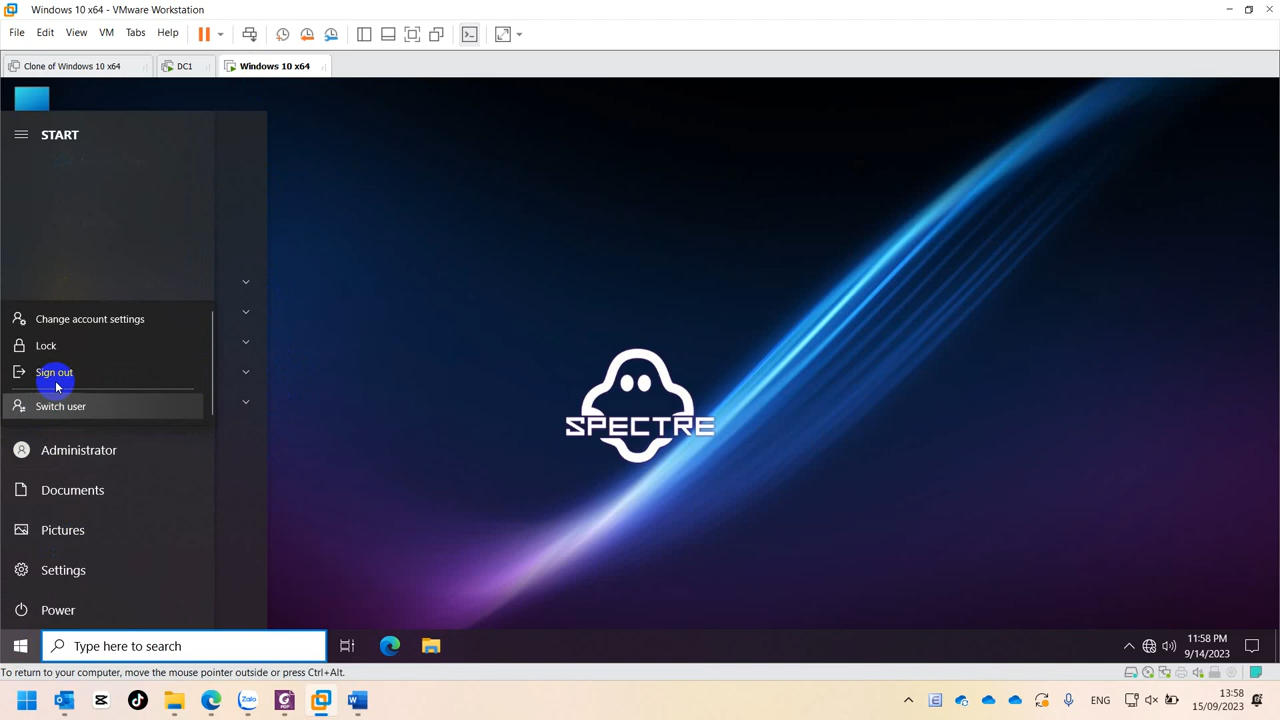 Windows 10 x64 - VMware Workstation
File Edit View VM Tabs Help
Clone of Windows 10 x64 DC1 Windows 10 x64
START
Change account settings
Lock
Sign out
Switch user
SPECTRE
Administrator
Documents
Pictures
Settings
Power
Type here to search
11:58 PM
9/14/2023
To return to your computer, move the mouse pointer outside or press Ctrl+Alt.
Zalo
PDF
ENG
13:58
15/09/2023